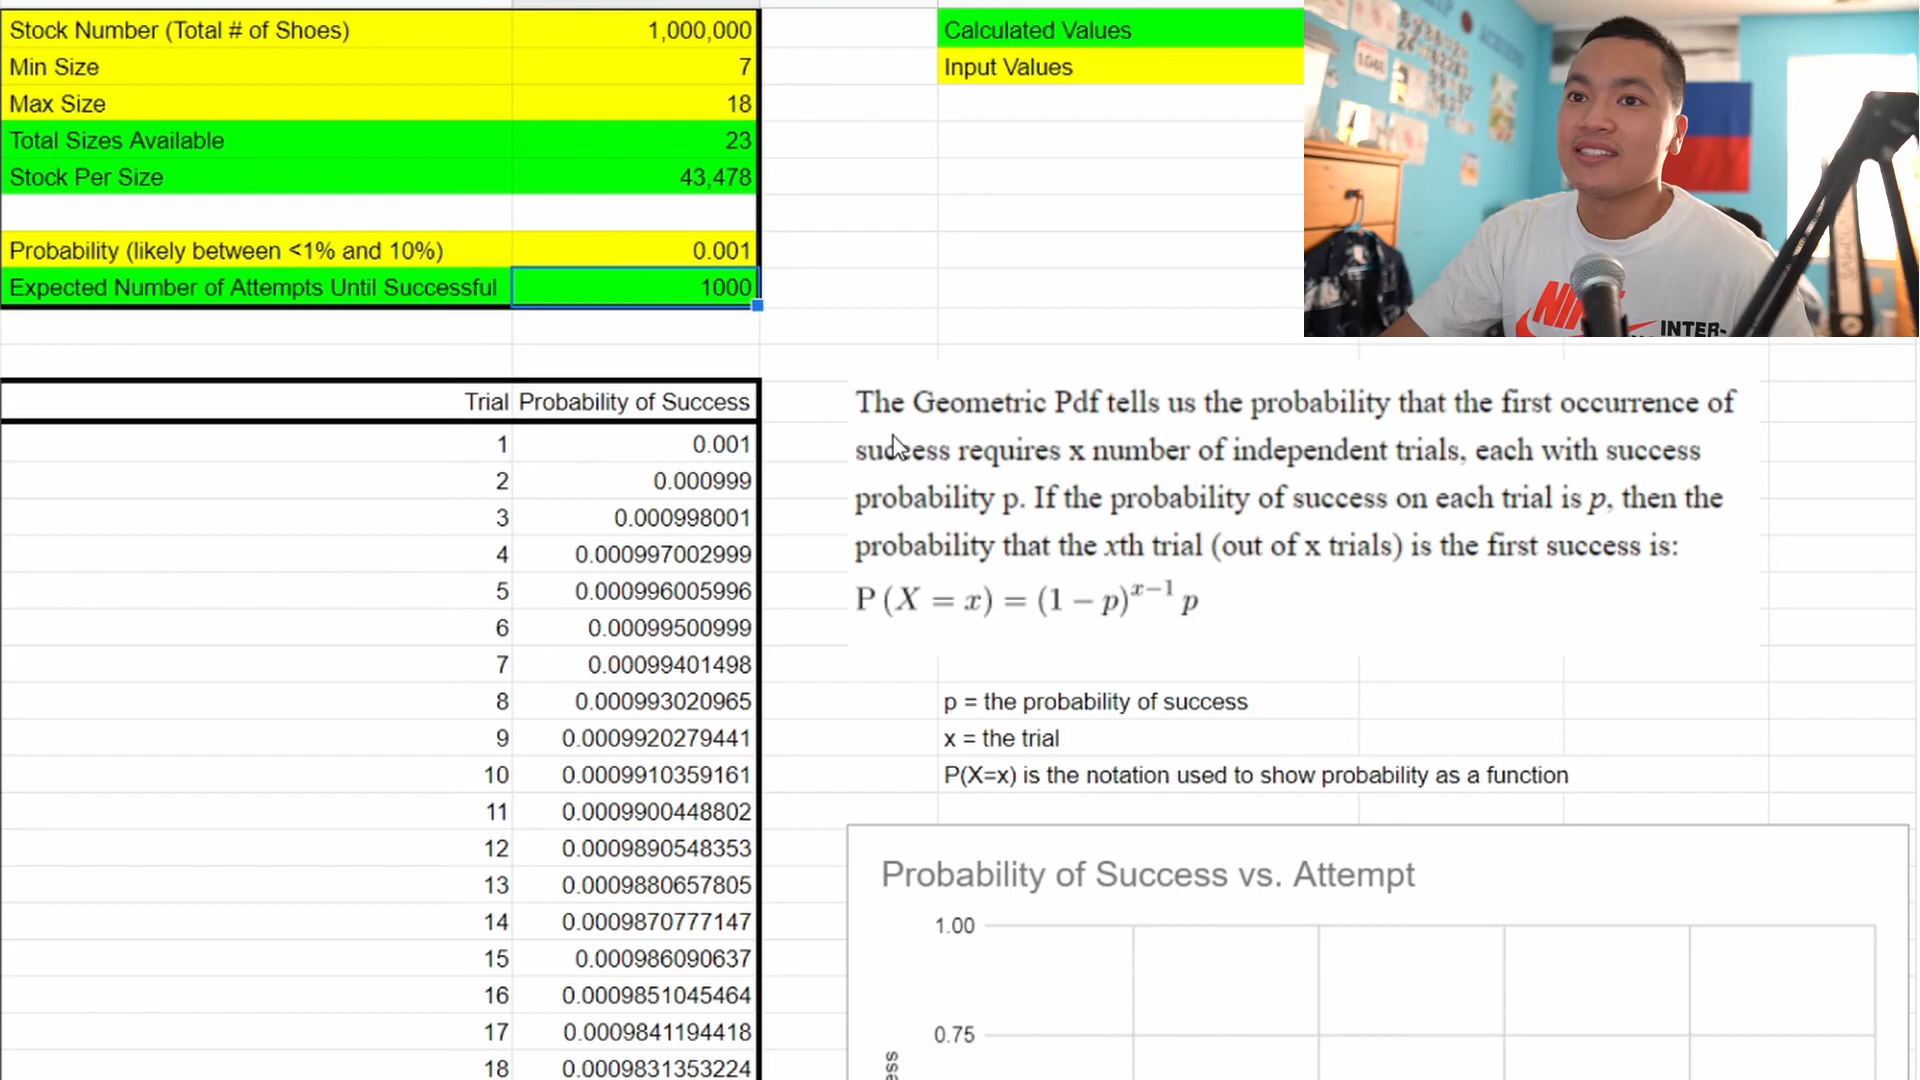 Stock Number (Total # of Shoes) 1,000,000
Min Size 7
Max Size 18
Total Sizes Available 23
Stock Per Size 43,478
Probability (likely between <1% and 10%) 0.001
Expected Number of Attempts Until Successful 1000
Calculated Values
Input Values
NIKE
INTER-
Trial Probability of Success
1 0.001
2 0.000999
3 0.000998001
4 0.000997002999
5 0.000996005996
6 0.00099500999
7 0.00099401498
8 0.000993020965
9 0.0009920279441
10 0.0009910359161
11 0.0009900448802
12 0.0009890548353
13 0.0009880657805
14 0.0009870777147
15 0.000986090637
16 0.0009851045464
17 0.0009841194418
18 0.0009831353224
The Geometric Pdf tells us the probability that the first occurrence of
success requires x number of independent trials, each with success
probability p. If the probability of success on each trial is p, then the
probability that the xth trial (out of x trials) is the first success is:
P (X = x) = (1 − p)^{x−1} p
p = the probability of success
x = the trial
P(X=x) is the notation used to show probability as a function
Probability of Success vs. Attempt
1.00
0.75
ess